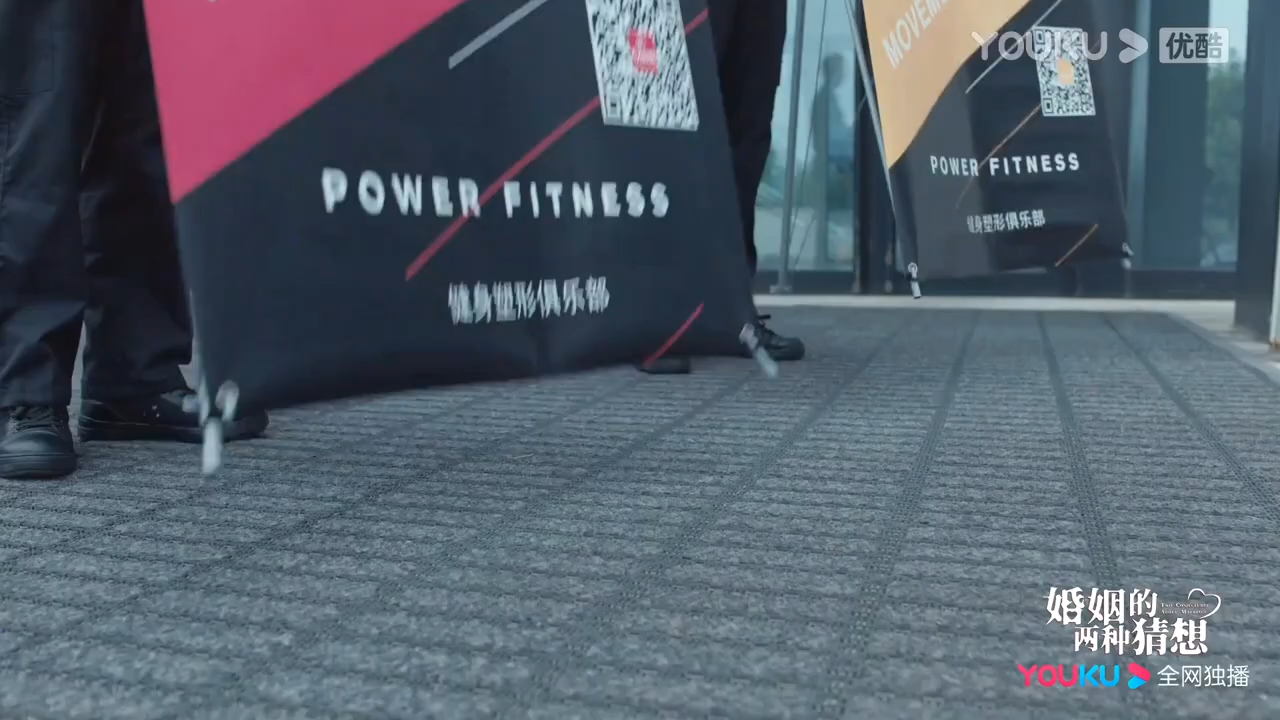 POWER FITNESS
健身塑形俱乐部
MOVEM
YOUKU 优酷
POWER FITNESS
健身塑形俱乐部
婚姻的
两种猜想
YOUKU 全网独播